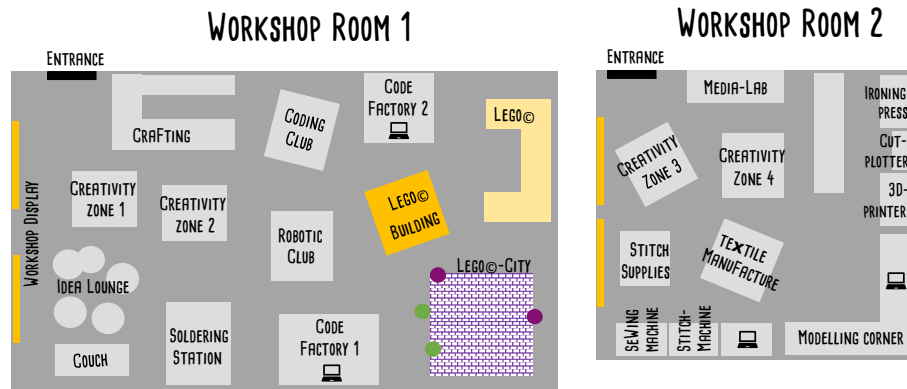 Workshop Room 1
Entrance
Crafting
Coding
Club
Code
Factory 2
Lego©
Creativity
zone 1
Creativity
zone 2
Lego©
Building
Workshop Display
Robotic
Club
Idea Lounge
Lego©-City
Soldering
Station
Code
Factory 1
Couch
Workshop Room 2
Entrance
Media-Lab
Ironing
press
Cut-
plotter
3D-
printer
Creativity
Zone 3
Creativity
Zone 4
Stitch
Supplies
Textile
Manufacture
Sewing
Machine
Stitch-
Machine
Modelling corner